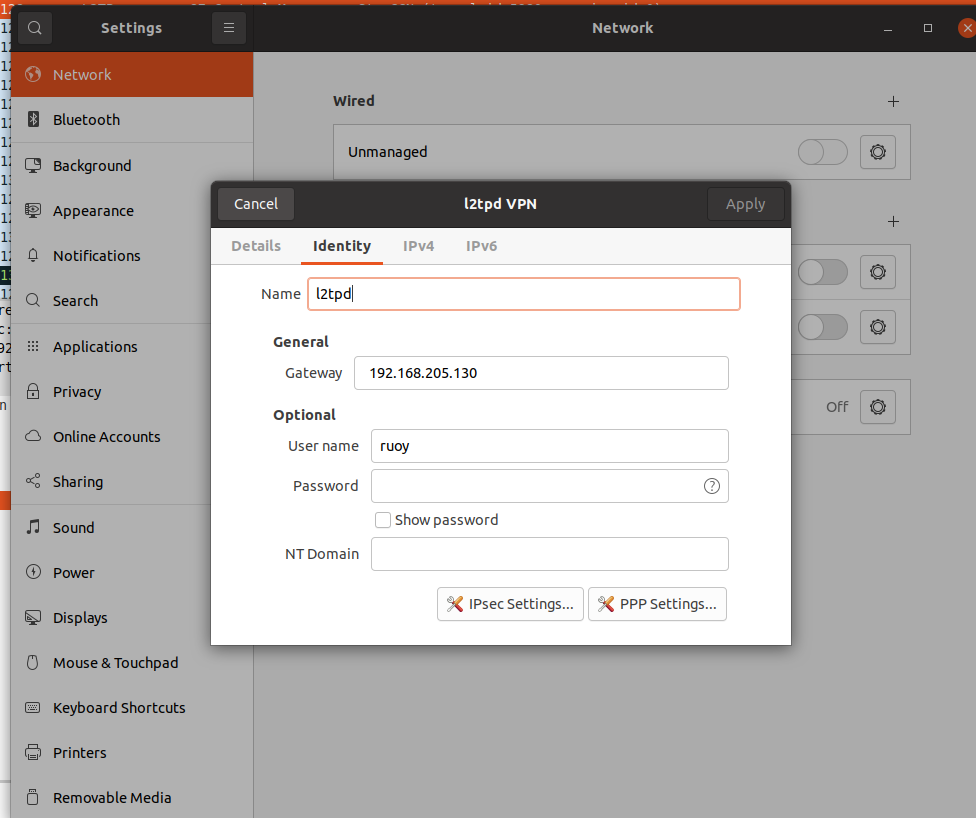 Settings
Network
Network
Bluetooth
Background
Appearance
Notifications
Search
Applications
Privacy
Online Accounts
Sharing
Sound
Power
Displays
Mouse & Touchpad
Keyboard Shortcuts
Printers
Removable Media
Wired
Unmanaged
Off
Cancel
l2tpd VPN
Apply
Details
Identity
IPv4
IPv6
Name
l2tpd
General
Gateway
192.168.205.130
Optional
User name
ruoy
Password
Show password
NT Domain
IPsec Settings...
PPP Settings...